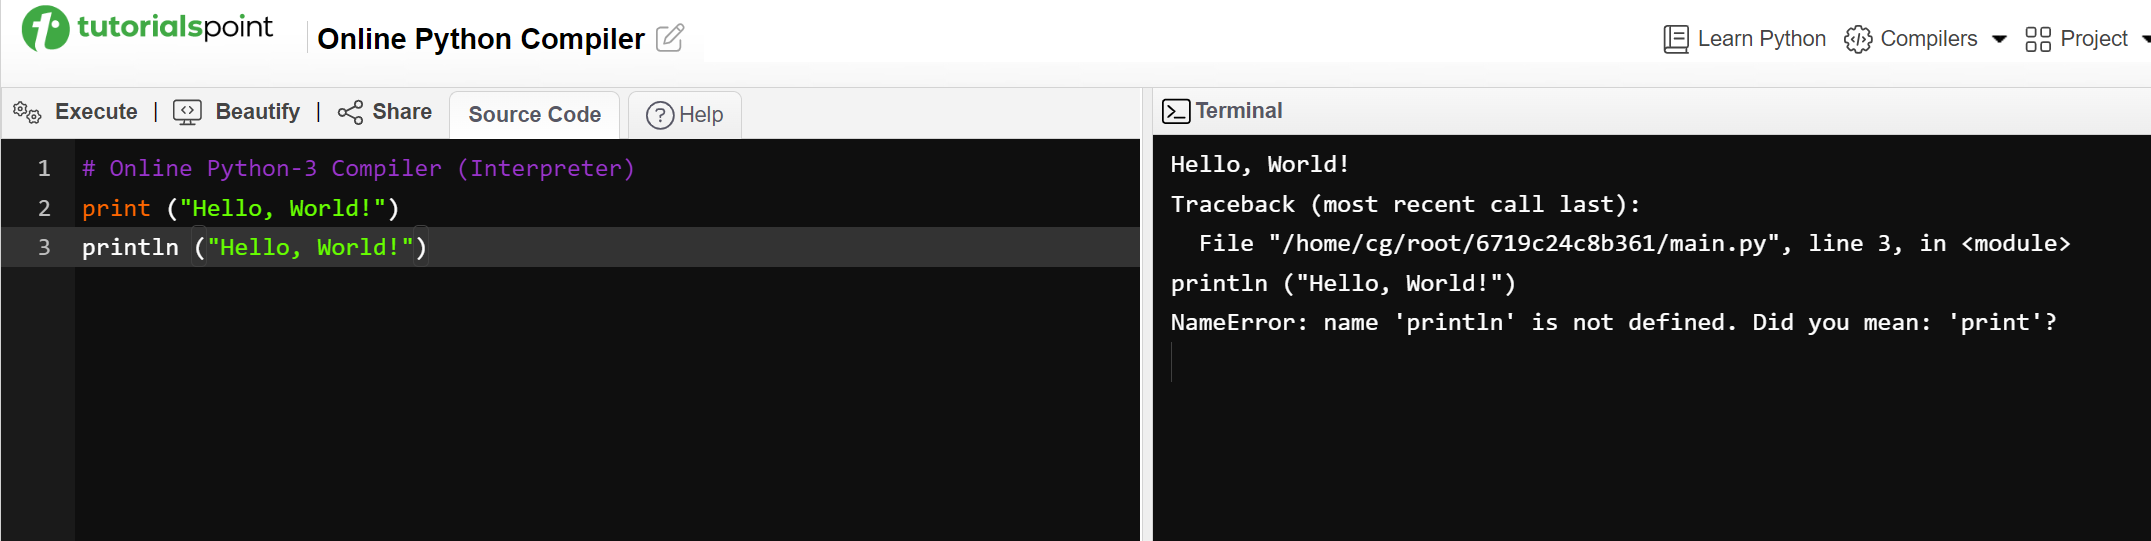 tutorialspoint
Online Python Compiler
Learn Python
Compilers
Project
Execute | Beautify | Share
Source Code
Help
1 # Online Python-3 Compiler (Interpreter)
2 print ("Hello, World!")
3 println ("Hello, World!")
Terminal
Hello, World!
Traceback (most recent call last):
  File "/home/cg/root/6719c24c8b361/main.py", line 3, in <module>
println ("Hello, World!")
NameError: name 'println' is not defined. Did you mean: 'print'?